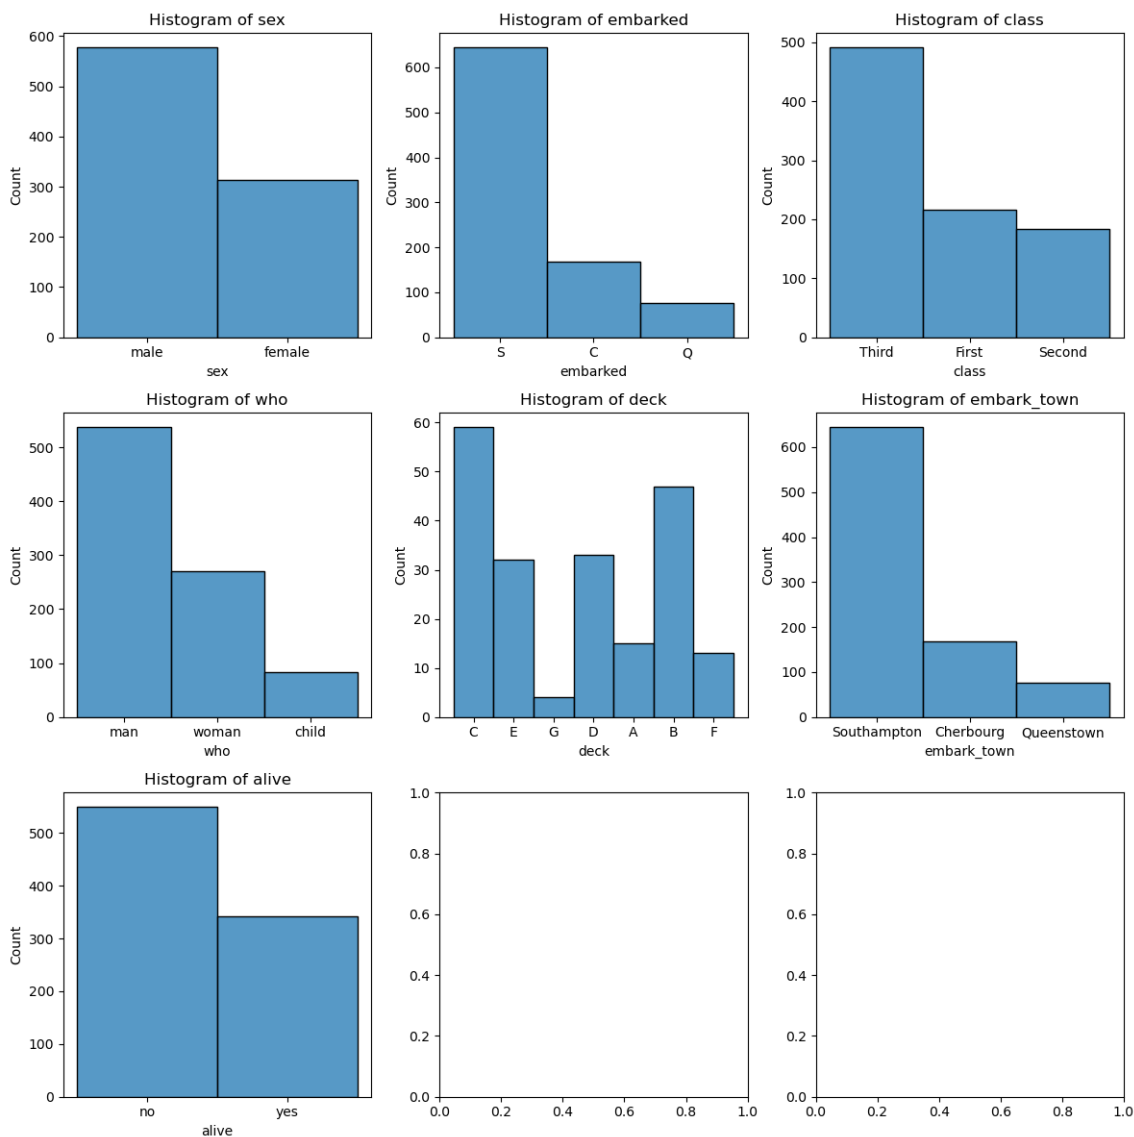 Histogram of sex
600
500
400
300
200
100
0
Count
male female
sex
Histogram of embarked
600
500
400
300
200
100
0
Count
S C Q
embarked
Histogram of class
500
400
300
200
100
0
Count
Third First Second
class
Histogram of who
500
400
300
200
100
0
Count
man woman child
who
Histogram of deck
60
50
40
30
20
10
0
Count
C E G D A B F
deck
Histogram of embark_town
600
500
400
300
200
100
0
Count
Southampton Cherbourg Queenstown
embark_town
Histogram of alive
500
400
300
200
100
0
Count
no yes
alive
1.0
0.8
0.6
0.4
0.2
0.0
0.0 0.2 0.4 0.6 0.8 1.0
1.0
0.8
0.6
0.4
0.2
0.0
0.0 0.2 0.4 0.6 0.8 1.0